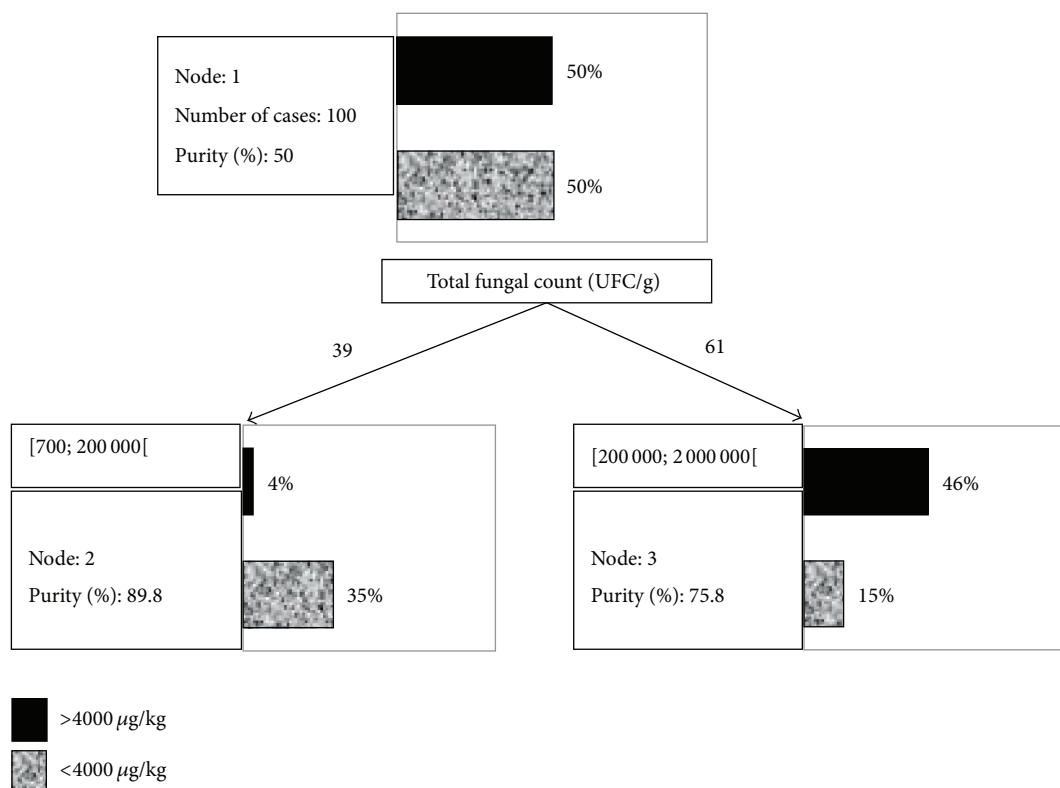 Node: 1
Number of cases: 100
Purity (%): 50
50%
50%
Total fungal count (UFC/g)
39
61
[700; 200 000[
4%
Node: 2
Purity (%): 89.8
35%
[200 000; 2 000 000[
46%
Node: 3
Purity (%): 75.8
15%
>4000 μg/kg
<4000 μg/kg